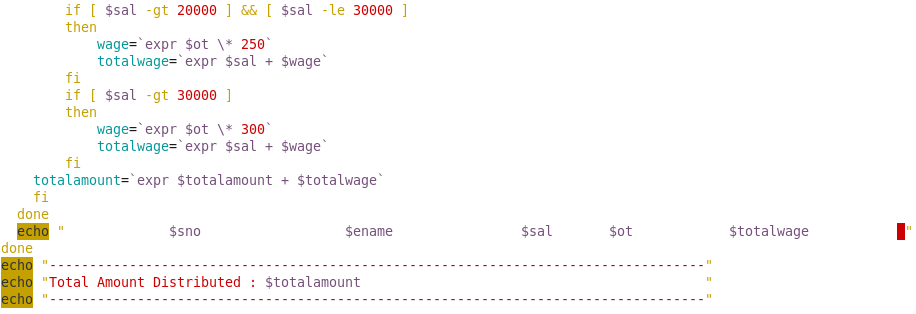 if [ $sal -gt 20000 ] && [ $sal -le 30000 ]
then
wage=`expr $ot \* 250`
totalwage=`expr $sal + $wage`
fi
if [ $sal -gt 30000 ]
then
wage=`expr $ot \* 300`
totalwage=`expr $sal + $wage`
fi
totalamount=`expr $totalamount + $totalwage`
fi
done
echo " $sno $ename $sal $ot $totalwage "
done
echo "----------------------------------------------------------------------------------"
echo "Total Amount Distributed : $totalamount "
echo "----------------------------------------------------------------------------------"